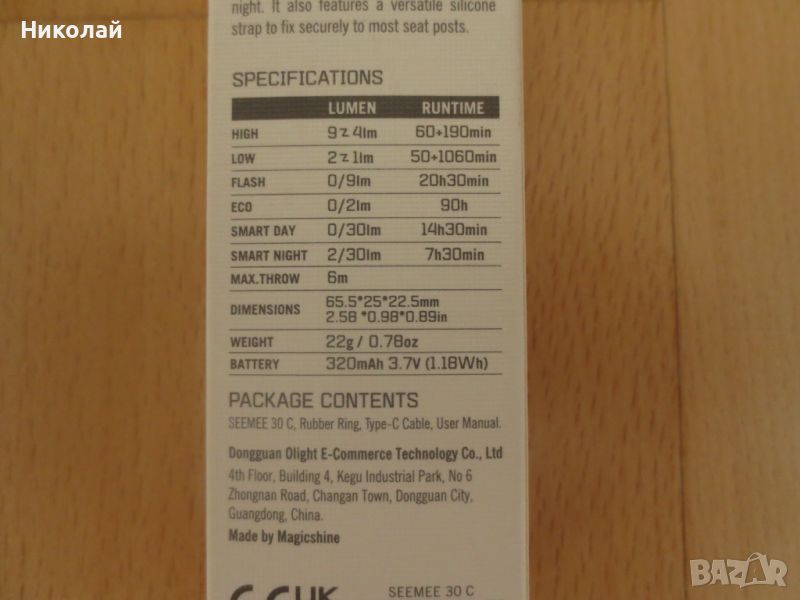 Николай
night. It also features a versatile silicone
strap to fix securely to most seat posts.
SPECIFICATIONS
LUMEN RUNTIME
HIGH 9~4lm 60+190min
LOW 2~1lm 50+1060min
FLASH 0/9lm 20h30min
ECO 0/2lm 90h
SMART DAY 0/30lm 14h30min
SMART NIGHT 2/30lm 7h30min
MAX.THROW 6m
DIMENSIONS 65.5*25*22.5mm
2.58 *0.98*0.89in
WEIGHT 22g / 0.78oz
BATTERY 320mAh 3.7V (1.18Wh)
PACKAGE CONTENTS
SEEMEE 30 C, Rubber Ring, Type-C Cable, User Manual.
Dongguan Olight E-Commerce Technology Co., Ltd
4th Floor, Building 4, Kegu Industrial Park, No 6
Zhongnan Road, Changan Town, Dongguan City,
Guangdong, China.
Made by Magicshine
SEEMEE 30 C
BAZAR